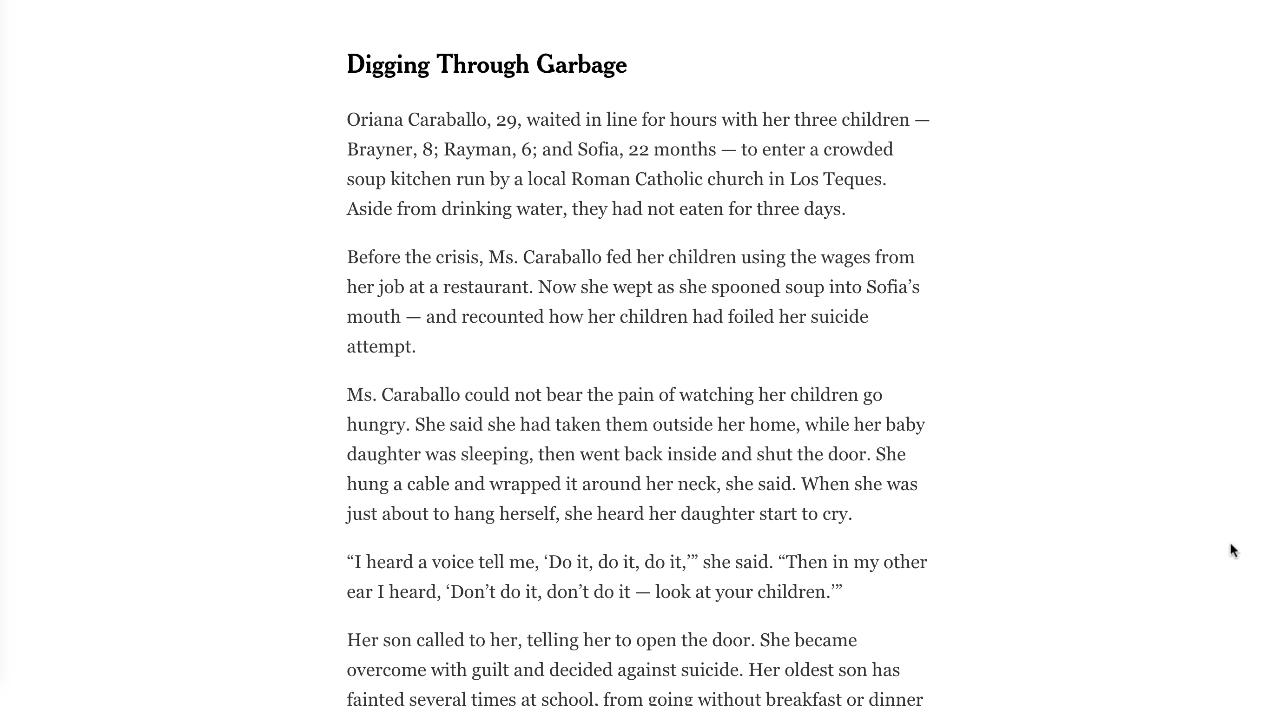 Digging Through Garbage
Oriana Caraballo, 29, waited in line for hours with her three children —
Brayner, 8; Rayman, 6; and Sofia, 22 months — to enter a crowded
soup kitchen run by a local Roman Catholic church in Los Teques.
Aside from drinking water, they had not eaten for three days.
Before the crisis, Ms. Caraballo fed her children using the wages from
her job at a restaurant. Now she wept as she spooned soup into Sofia’s
mouth — and recounted how her children had foiled her suicide
attempt.
Ms. Caraballo could not bear the pain of watching her children go
hungry. She said she had taken them outside her home, while her baby
daughter was sleeping, then went back inside and shut the door. She
hung a cable and wrapped it around her neck, she said. When she was
just about to hang herself, she heard her daughter start to cry.
“I heard a voice tell me, ‘Do it, do it, do it,’” she said. “Then in my other
ear I heard, ‘Don’t do it, don’t do it — look at your children.’”
Her son called to her, telling her to open the door. She became
overcome with guilt and decided against suicide. Her oldest son has
fainted several times at school, from going without breakfast or dinner